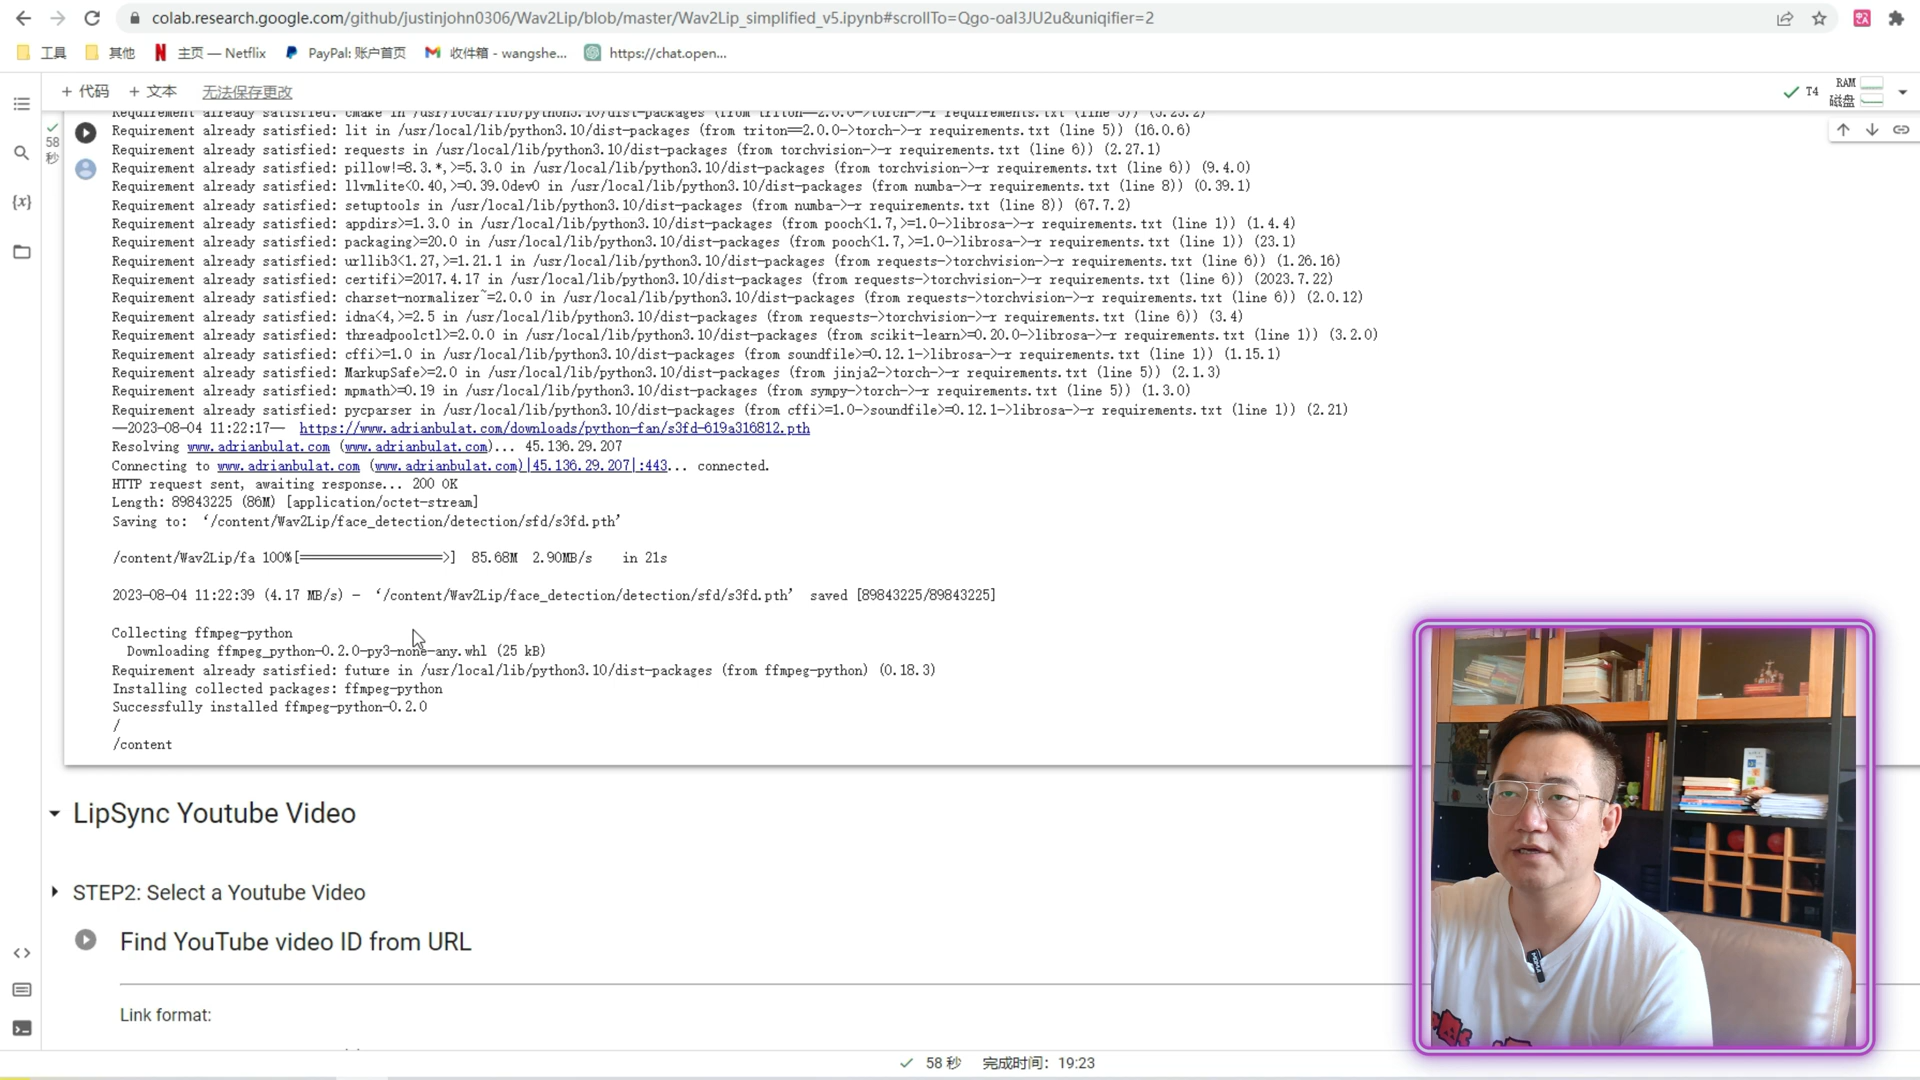 colab.research.google.com/github/justinjohn0306/Wav2Lip/blob/master/Wav2Lip_simplified_v5.ipynb#scrollTo=Qgo-oaI3JU2u&uniqifier=2
工具 其他 主页 — Netflix PayPal: 账户首页 收件箱 - wangshe... https://chat.open...
+ 代码 + 文本 无法保存更改 T4 RAM 磁盘
Requirement already satisfied: cmake in /usr/local/lib/python3.10/dist-packages (from triton==2.0.0->torch->-r requirements.txt (line 5)) (3.25.2)
58 秒
Requirement already satisfied: lit in /usr/local/lib/python3.10/dist-packages (from triton==2.0.0->torch->-r requirements.txt (line 5)) (16.0.6)
Requirement already satisfied: requests in /usr/local/lib/python3.10/dist-packages (from torchvision->-r requirements.txt (line 6)) (2.27.1)
Requirement already satisfied: pillow!=8.3.*,>=5.3.0 in /usr/local/lib/python3.10/dist-packages (from torchvision->-r requirements.txt (line 6)) (9.4.0)
Requirement already satisfied: llvmlite<0.40,>=0.39.0dev0 in /usr/local/lib/python3.10/dist-packages (from numba->-r requirements.txt (line 8)) (0.39.1)
Requirement already satisfied: setuptools in /usr/local/lib/python3.10/dist-packages (from numba->-r requirements.txt (line 8)) (67.7.2)
Requirement already satisfied: appdirs>=1.3.0 in /usr/local/lib/python3.10/dist-packages (from pooch<1.7,>=1.0->librosa->-r requirements.txt (line 1)) (1.4.4)
Requirement already satisfied: packaging>=20.0 in /usr/local/lib/python3.10/dist-packages (from pooch<1.7,>=1.0->librosa->-r requirements.txt (line 1)) (23.1)
Requirement already satisfied: urllib3<1.27,>=1.21.1 in /usr/local/lib/python3.10/dist-packages (from requests->torchvision->-r requirements.txt (line 6)) (1.26.16)
Requirement already satisfied: certifi>=2017.4.17 in /usr/local/lib/python3.10/dist-packages (from requests->torchvision->-r requirements.txt (line 6)) (2023.7.22)
Requirement already satisfied: charset-normalizer~=2.0.0 in /usr/local/lib/python3.10/dist-packages (from requests->torchvision->-r requirements.txt (line 6)) (2.0.12)
Requirement already satisfied: idna<4,>=2.5 in /usr/local/lib/python3.10/dist-packages (from requests->torchvision->-r requirements.txt (line 6)) (3.4)
Requirement already satisfied: threadpoolctl>=2.0.0 in /usr/local/lib/python3.10/dist-packages (from scikit-learn>=0.20.0->librosa->-r requirements.txt (line 1)) (3.2.0)
Requirement already satisfied: cffi>=1.0 in /usr/local/lib/python3.10/dist-packages (from soundfile>=0.12.1->librosa->-r requirements.txt (line 1)) (1.15.1)
Requirement already satisfied: MarkupSafe>=2.0 in /usr/local/lib/python3.10/dist-packages (from jinja2->torch->-r requirements.txt (line 5)) (2.1.3)
Requirement already satisfied: mpmath>=0.19 in /usr/local/lib/python3.10/dist-packages (from sympy->torch->-r requirements.txt (line 5)) (1.3.0)
Requirement already satisfied: pycparser in /usr/local/lib/python3.10/dist-packages (from cffi>=1.0->soundfile>=0.12.1->librosa->-r requirements.txt (line 1)) (2.21)
--2023-08-04 11:22:17-- https://www.adrianbulat.com/downloads/python-fan/s3fd-619a316812.pth
Resolving www.adrianbulat.com (www.adrianbulat.com)... 45.136.29.207
Connecting to www.adrianbulat.com (www.adrianbulat.com)|45.136.29.207|:443... connected.
HTTP request sent, awaiting response... 200 OK
Length: 89843225 (86M) [application/octet-stream]
Saving to: ‘/content/Wav2Lip/face_detection/detection/sfd/s3fd.pth’
/content/Wav2Lip/fa 100%[===================>] 85.68M 2.90MB/s in 21s
2023-08-04 11:22:39 (4.17 MB/s) - ‘/content/Wav2Lip/face_detection/detection/sfd/s3fd.pth’ saved [89843225/89843225]
Collecting ffmpeg-python
Downloading ffmpeg_python-0.2.0-py3-none-any.whl (25 kB)
Requirement already satisfied: future in /usr/local/lib/python3.10/dist-packages (from ffmpeg-python) (0.18.3)
Installing collected packages: ffmpeg-python
Successfully installed ffmpeg-python-0.2.0
/
/content
LipSync Youtube Video
STEP2: Select a Youtube Video
Find YouTube video ID from URL
Link format:
58 秒 完成时间: 19:23